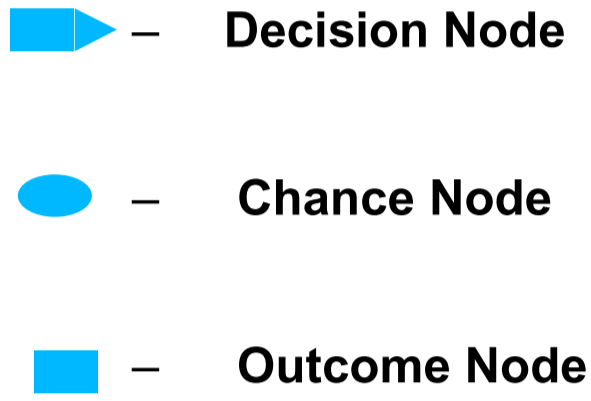 – Decision Node
– Chance Node
– Outcome Node